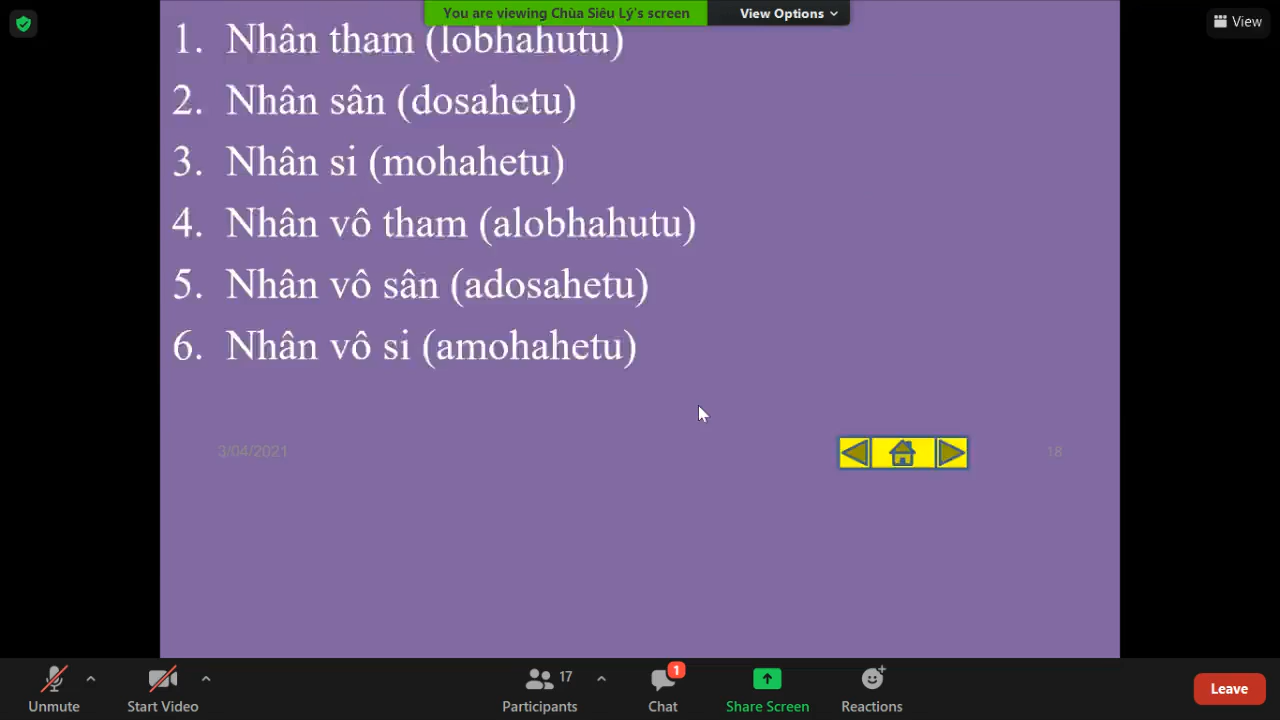 You are viewing Chùa Siêu Lý's screen
View Options
View
1. Nhân tham (lobhahutu)
2. Nhân sân (dosahetu)
3. Nhân si (mohahetu)
4. Nhân vô tham (alobhahutu)
5. Nhân vô sân (adosahetu)
6. Nhân vô si (amohahetu)
3/04/2021
18
Unmute
Start Video
17
Participants
1
Chat
Share Screen
Reactions
Leave